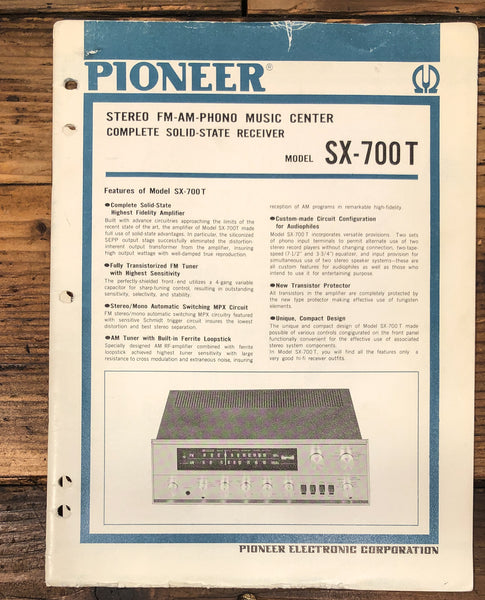 PIONEER®
STEREO FM-AM-PHONO MUSIC CENTER
COMPLETE SOLID-STATE RECEIVER
MODEL SX-700T
Features of Model SX-700T
●Complete Solid-State
Highest Fidelity Amplifier
Built with advance circuitries approaching the limits of the
recent state of the art, the amplifier of Model SX-700T made
full use of solid-state advantages. In particular, the siliconized
SEPP output stage successfully eliminated the distortion-
inherent output transformer from the amplifier, insuring
high output wattage with well-damped true reproduction.
●Fully Transistorized FM Tuner
with Highest Sensitivity
The perfectly-shielded front end utilizes a 4-gang variable
capacitor for sharp-tuning control, resulting in outstanding
sensitivity, selectivity, and stability.
●Stereo/Mono Automatic Switching MPX Circuit
FM stereo/mono automatic switching MPX circuitry featured
with sensitive Schmidt trigger circuit insures the lowest
distortion and best stereo separation.
●AM Tuner with Built-in Ferrite Loopstick
Specially designed AM RF-amplifier combined with ferrite
loopstick achieved highest tuner sensitivity with large
resistance to cross modulation and extraneous noise, insuring
reception of AM programs in remarkable high-fidelity.
●Custom-made Circuit Configuration
for Audiophiles
Model SX-700T incorporates versatile provisions. Two sets
of phono input terminals to permit alternate use of two
stereo record players without changing connection; two tape-
speed (7-1/2" and 3-3/4") equalizer, and input provision for
simultaneous use of two stereo speaker systems—these are
all custom features for audiophiles as well as those who
intend to use it for entertaining purpose.
●New Transistor Protector
All transistors in the amplifier are completely protected by
the new type protector making effective use of tungsten
elements.
●Unique, Compact Design
The unique and compact design of Model SX-700T made
possible of various controls congigurated on the front panel
functionally convenient for the effective use of associated
stereo system components.
In Model SX-700T, you will find all the features only a
very good hi-fi receiver outfits.
PIONEER ELECTRONIC CORPORATION